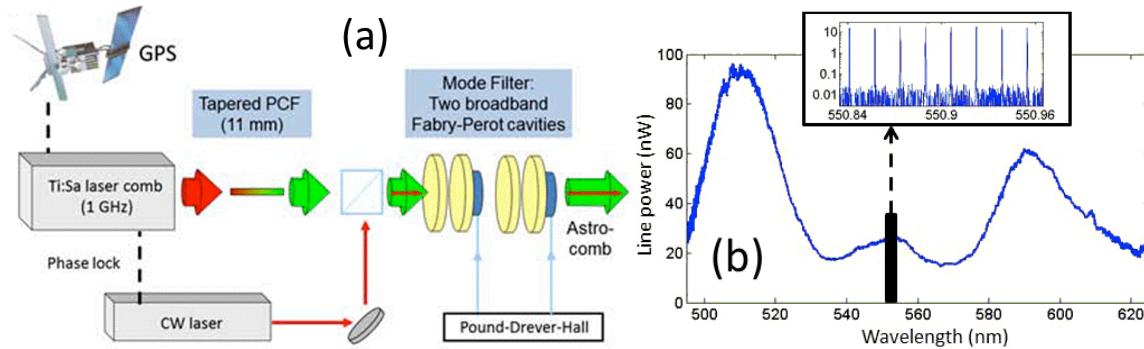 (a)
GPS
Tapered PCF
(11 mm)
Mode Filter:
Two broadband
Fabry-Perot cavities
Ti:Sa laser comb
(1 GHz)
Astro-
comb
Phase lock
CW laser
Pound-Drever-Hall
10
1
0.1
0.01
550.84
550.9
550.96
100
80
60
40
20
0
Line power (nW)
(b)
500
520
540
560
580
600
620
Wavelength (nm)